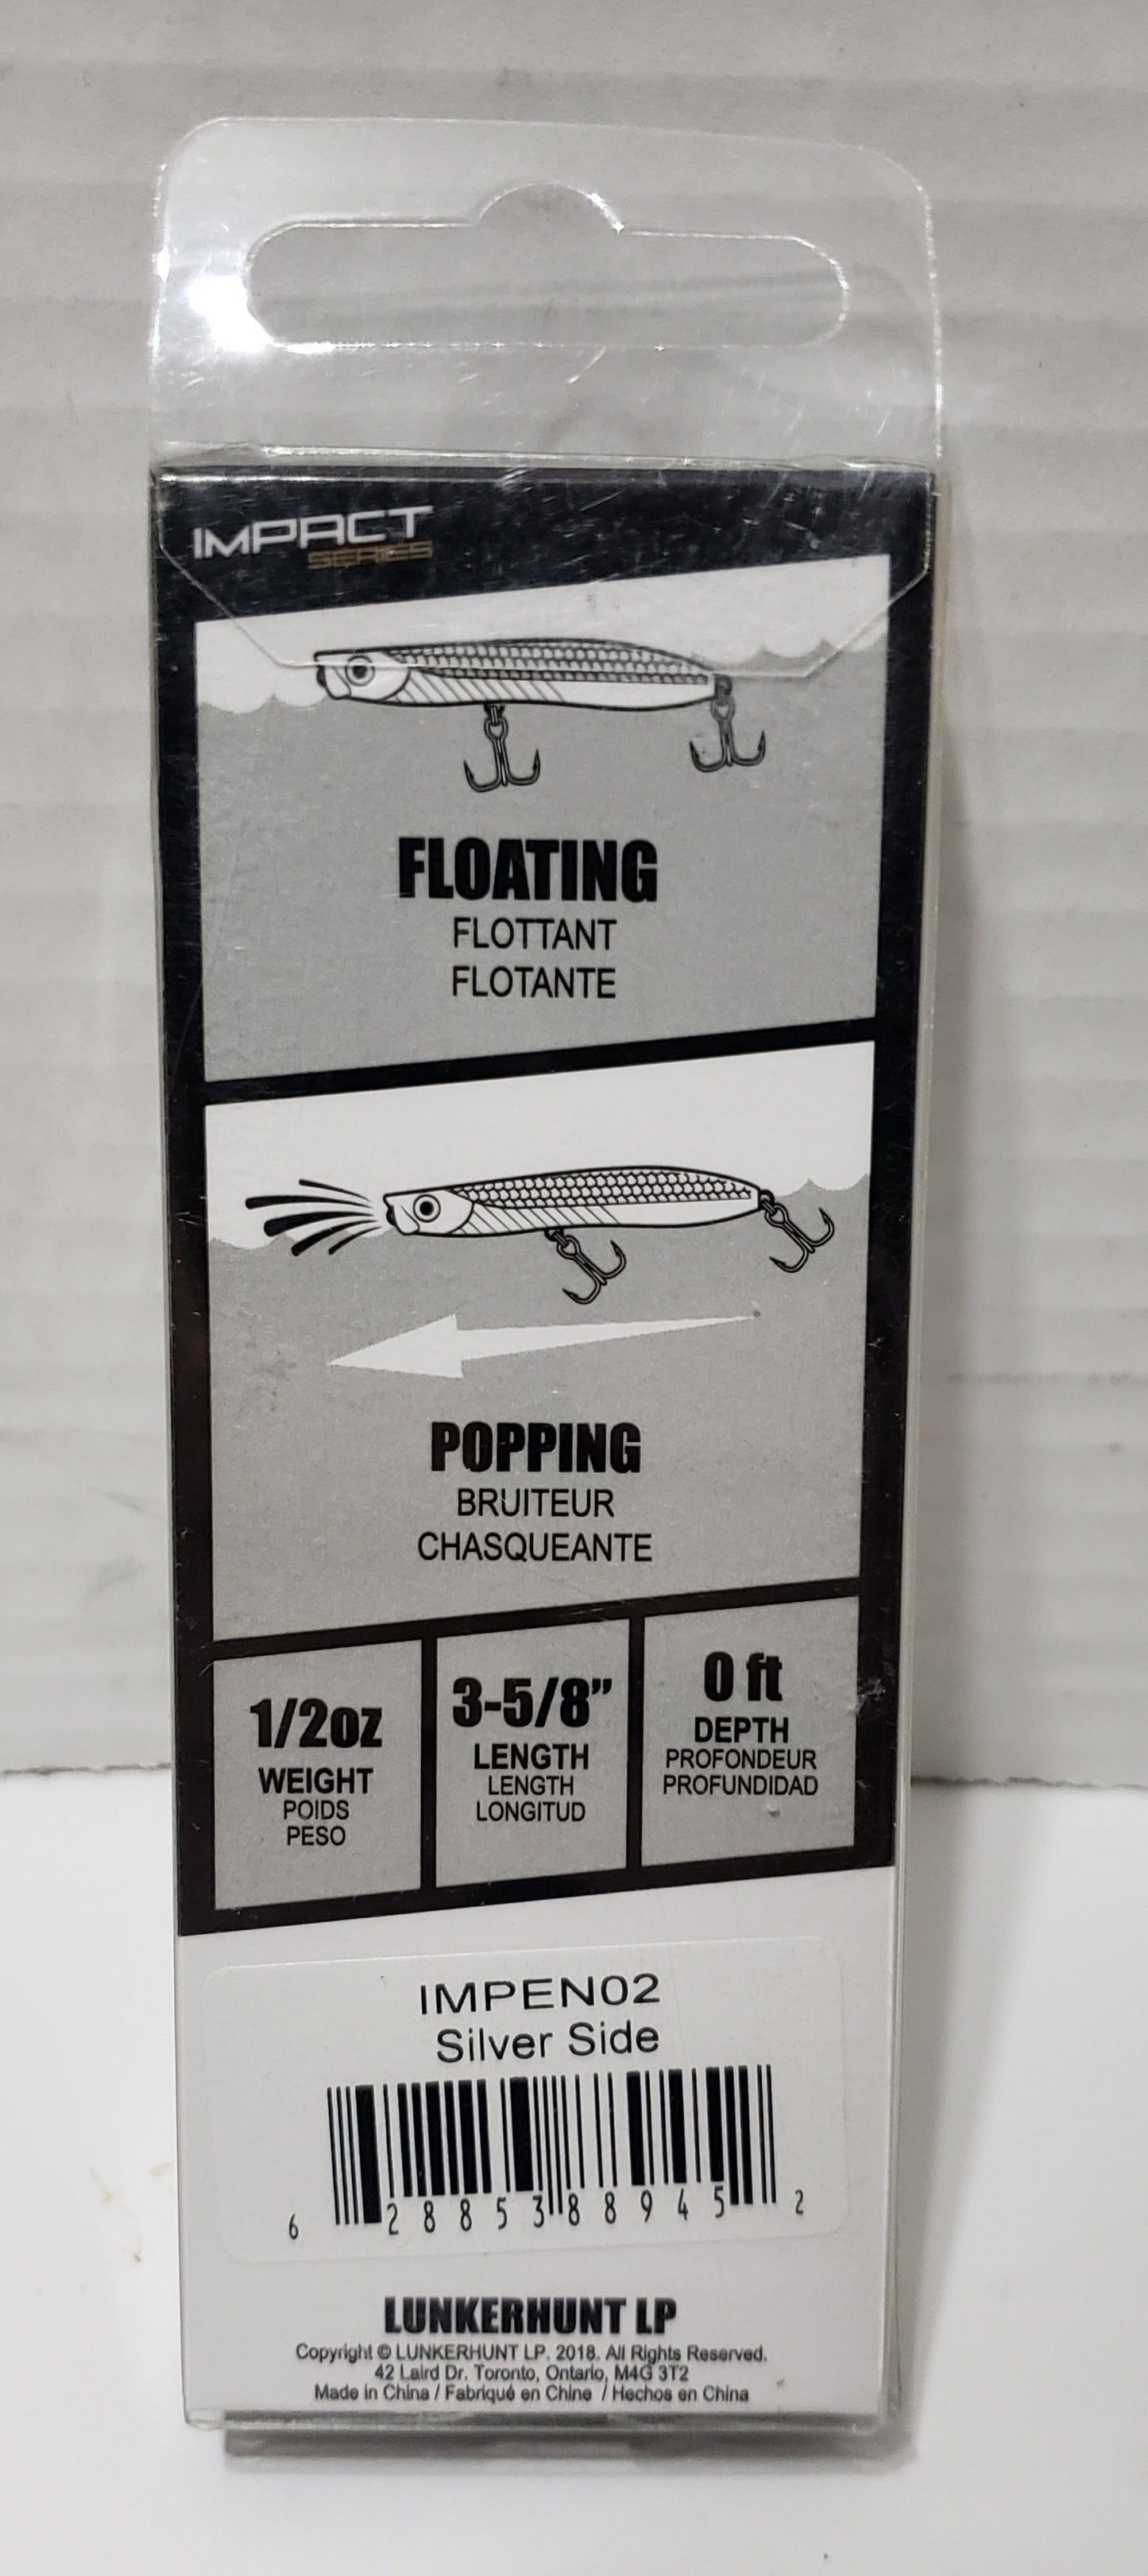 IMPACT
SERIES
FLOATING
FLOTTANT
FLOTANTE
POPPING
BRUITEUR
CHASQUEANTE
1/2oz
WEIGHT
POIDS
PESO
3-5/8”
LENGTH
LENGTH
LONGITUD
0 ft
DEPTH
PROFONDEUR
PROFUNDIDAD
IMPEN02
Silver Side
6 28853 88945 2
LUNKERHUNT LP
Copyright © LUNKERHUNT LP. 2018. All Rights Reserved.
42 Laird Dr. Toronto, Ontario, M4G 3T2
Made in China / Fabriqué en Chine / Hechos en China